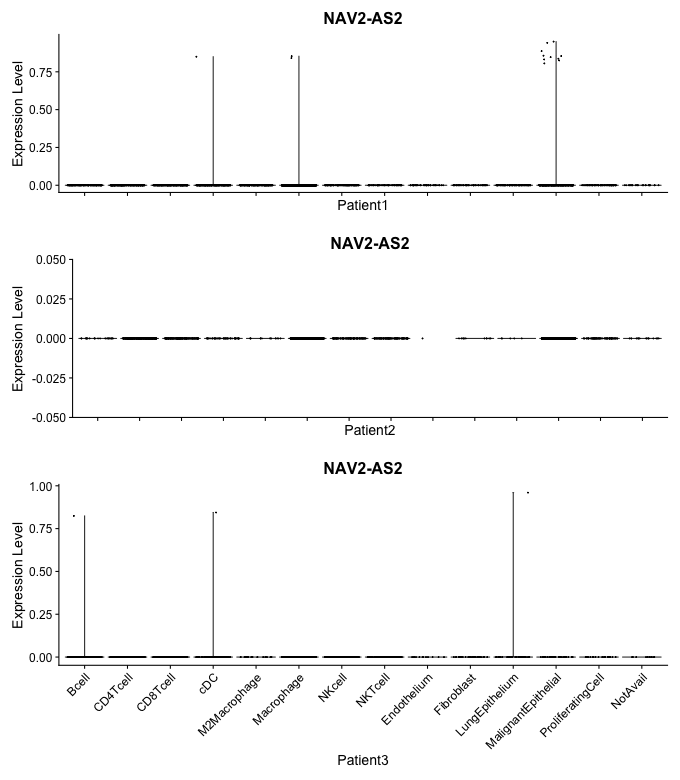 NAV2-AS2
Expression Level
0.75
0.50
0.25
0.00
Patient1
NAV2-AS2
Expression Level
0.050
0.025
0.000
-0.025
-0.050
Patient2
NAV2-AS2
Expression Level
1.00
0.75
0.50
0.25
0.00
Bcell
CD4Tcell
CD8Tcell
cDC
M2Macrophage
Macrophage
NKcell
NKTcell
Endothelium
Fibroblast
LungEpithelium
MalignantEpithelial
ProliferatingCell
NotAvail
Patient3